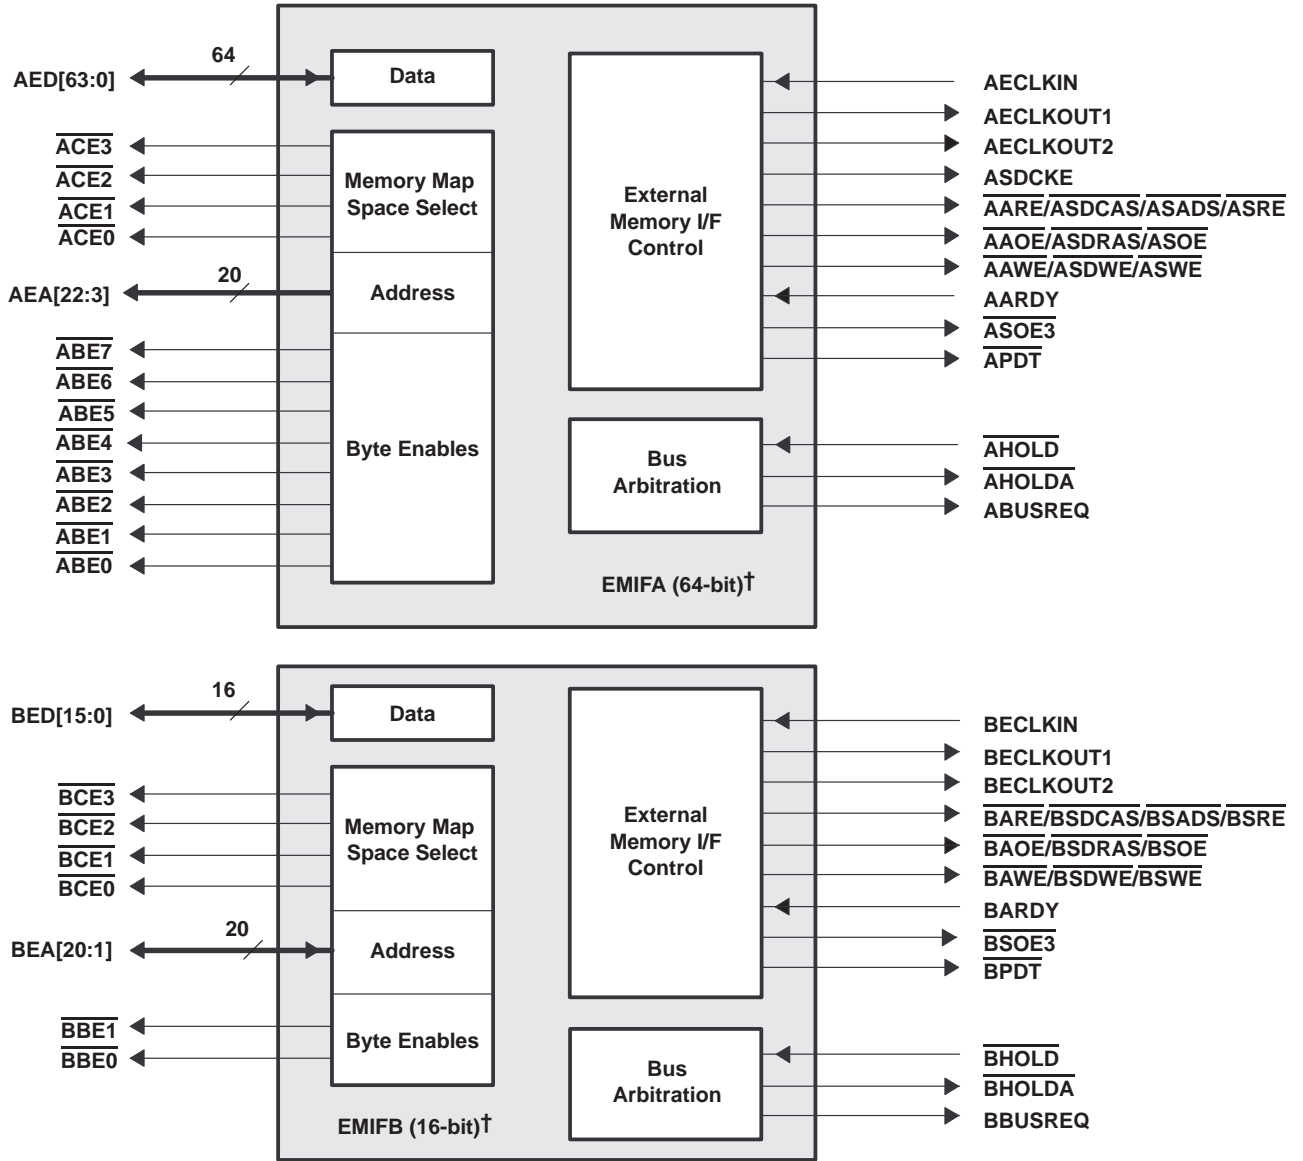 64
AED[63:0]
Data
ACE3
ACE2
ACE1
ACE0
Memory Map
Space Select
20
AEA[22:3]
Address
ABE7
ABE6
ABE5
ABE4
ABE3
ABE2
ABE1
ABE0
Byte Enables
External
Memory I/F
Control
AECLKIN
AECLKOUT1
AECLKOUT2
ASDCKE
AARE/ASDCAS/ASADS/ASRE
AAOE/ASDRAS/ASOE
AAWE/ASDWE/ASWE
AARDY
ASOE3
APDT
Bus
Arbitration
AHOLD
AHOLDA
ABUSREQ
EMIFA (64-bit)†
16
BED[15:0]
Data
BCE3
BCE2
BCE1
BCE0
Memory Map
Space Select
20
BEA[20:1]
Address
BBE1
BBE0
Byte Enables
External
Memory I/F
Control
BECLKIN
BECLKOUT1
BECLKOUT2
BARE/BSDCAS/BSADS/BSRE
BAOE/BSDRAS/BSOE
BAWE/BSDWE/BSWE
BARDY
BSOE3
BPDT
Bus
Arbitration
BHOLD
BHOLDA
BBUSREQ
EMIFB (16-bit)†